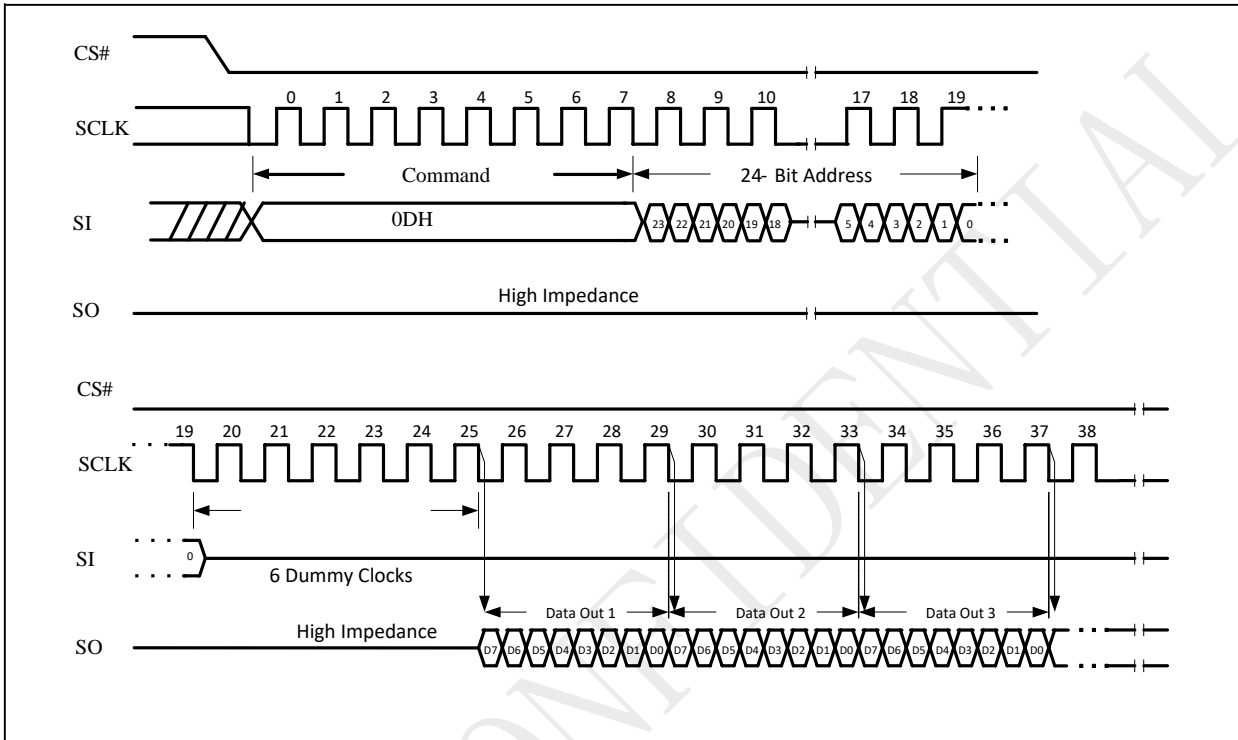 CS#
0 1 2 3 4 5 6 7 8 9 10 17 18 19
SCLK
Command
24- Bit Address
SI
0DH
23 22 21 20 19 18 5 4 3 2 1 0
High Impedance
SO
CS#
19 20 21 22 23 24 25 26 27 28 29 30 31 32 33 34 35 36 37 38
SCLK
SI
0
6 Dummy Clocks
Data Out 1 Data Out 2 Data Out 3
High Impedance
SO
D7 D6 D5 D4 D3 D2 D1 D0 D7 D6 D5 D4 D3 D2 D1 D0 D7 D6 D5 D4 D3 D2 D1 D0
CONFIDENTIAL